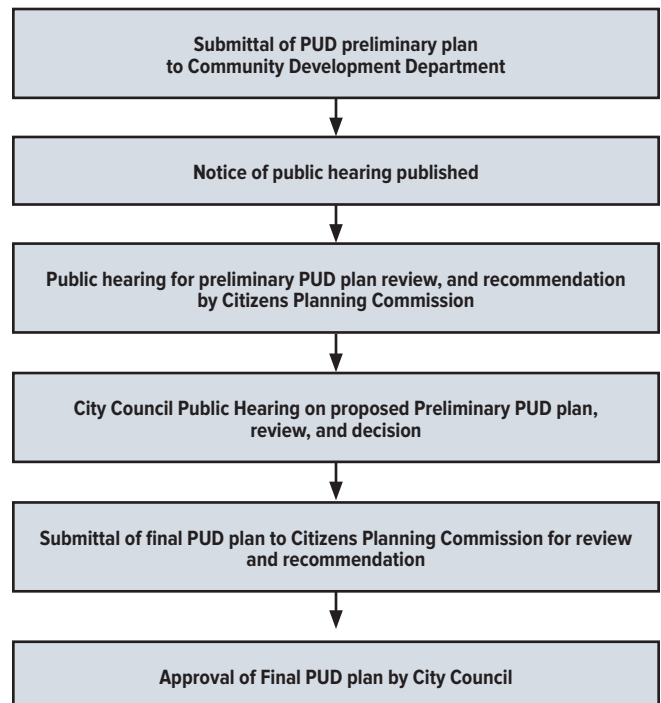 Submittal of PUD preliminary plan
to Community Development Department
Notice of public hearing published
Public hearing for preliminary PUD plan review, and recommendation
by Citizens Planning Commission
City Council Public Hearing on proposed Preliminary PUD plan,
review, and decision
Submittal of final PUD plan to Citizens Planning Commission for review
and recommendation
Approval of Final PUD plan by City Council